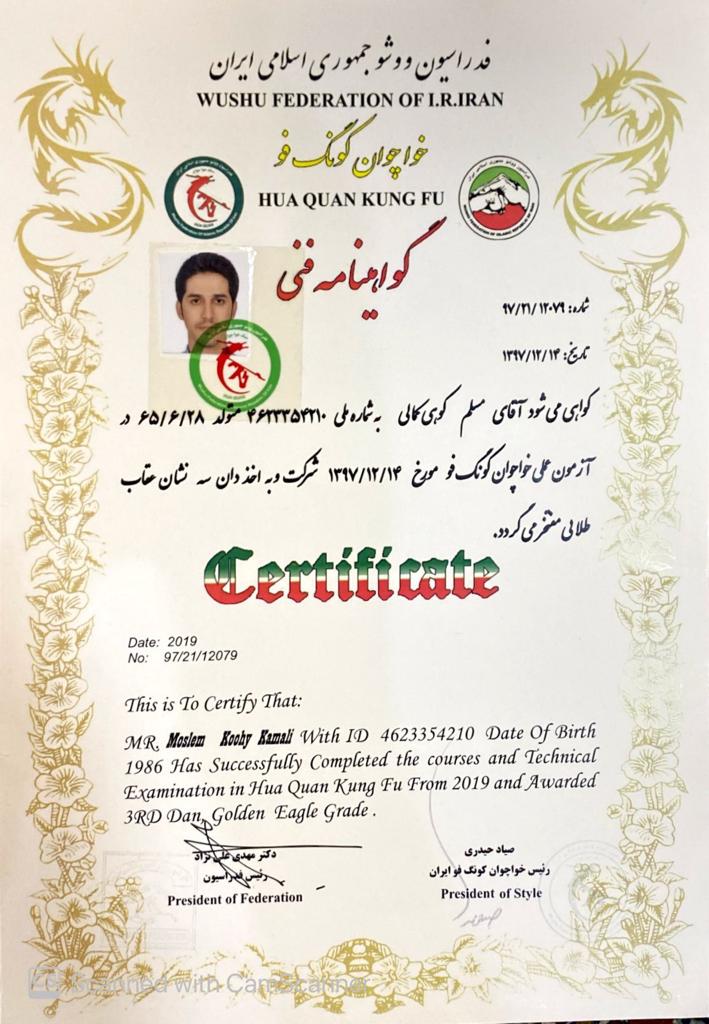 فدراسیون ووشو جمهوری اسلامی ایران
WUSHU FEDERATION OF I.R.IRAN
خواچوان کونگ فو
HUA QUAN KUNG FU
گواهینامه فنی
شماره: ۹۷/۲۱/۱۲۰۷۹
تاریخ: ۱۳۹۷/۱۲/۱۴
گواهی می شود آقای مسلم کوهی کمالی به شماره ملی ۴۶۲۳۳۵۴۲۱۰ متولد ۶۵/۶/۲۸ در
آزمون عملی خواچوان کونگ فو مورخ ۱۳۹۷/۱۲/۱۴ شرکت و به اخذ دان سه نشان عقاب
طلایی مفتخر می گردد.
Certificate
Date: 2019
No: 97/21/12079
This is To Certify That:
MR. Moslem Koohy Kamali With ID 4623354210 Date Of Birth
1986 Has Successfully Completed the courses and Technical
Examination in Hua Quan Kung Fu From 2019 and Awarded
3RD Dan, Golden Eagle Grade .
دکتر مهدی علی نژاد
رئیس فدراسیون
President of Federation
صیاد حیدری
رئیس خواچوان کونگ فو ایران
President of Style
CS Scanned with CamScanner